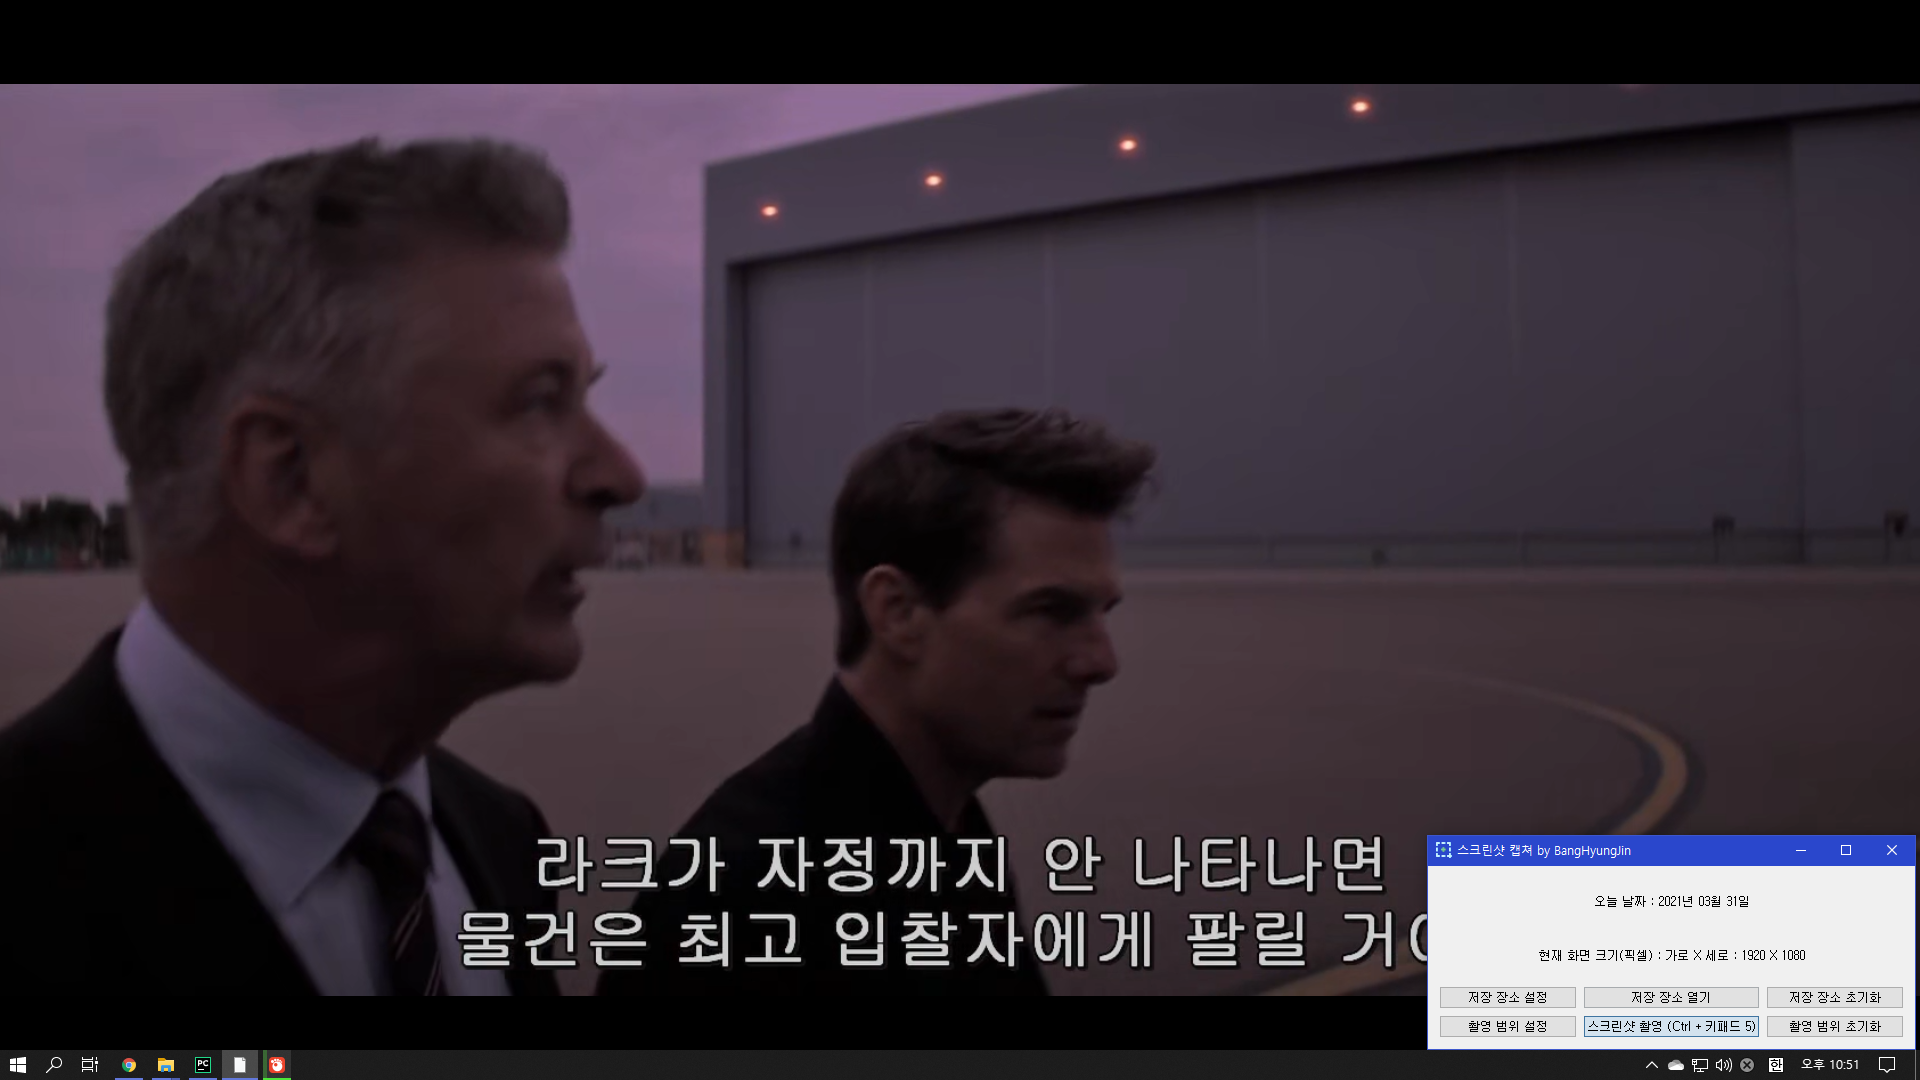 라크가 자정까지 안 나타나면
물건은 최고 입찰자에게 팔릴
스크린샷 캡쳐 by BangHyungJin
오늘 날짜 : 2021년 03월 31일
현재 화면 크기(픽셀) : 가로 X 세로 : 1920 X 1080
저장 장소 설정
저장 장소 열기
저장 장소 초기화
촬영 범위 설정
스크린샷 촬영 (Ctrl + 키패드 5)
촬영 범위 초기화
PC
한
오후 10:51